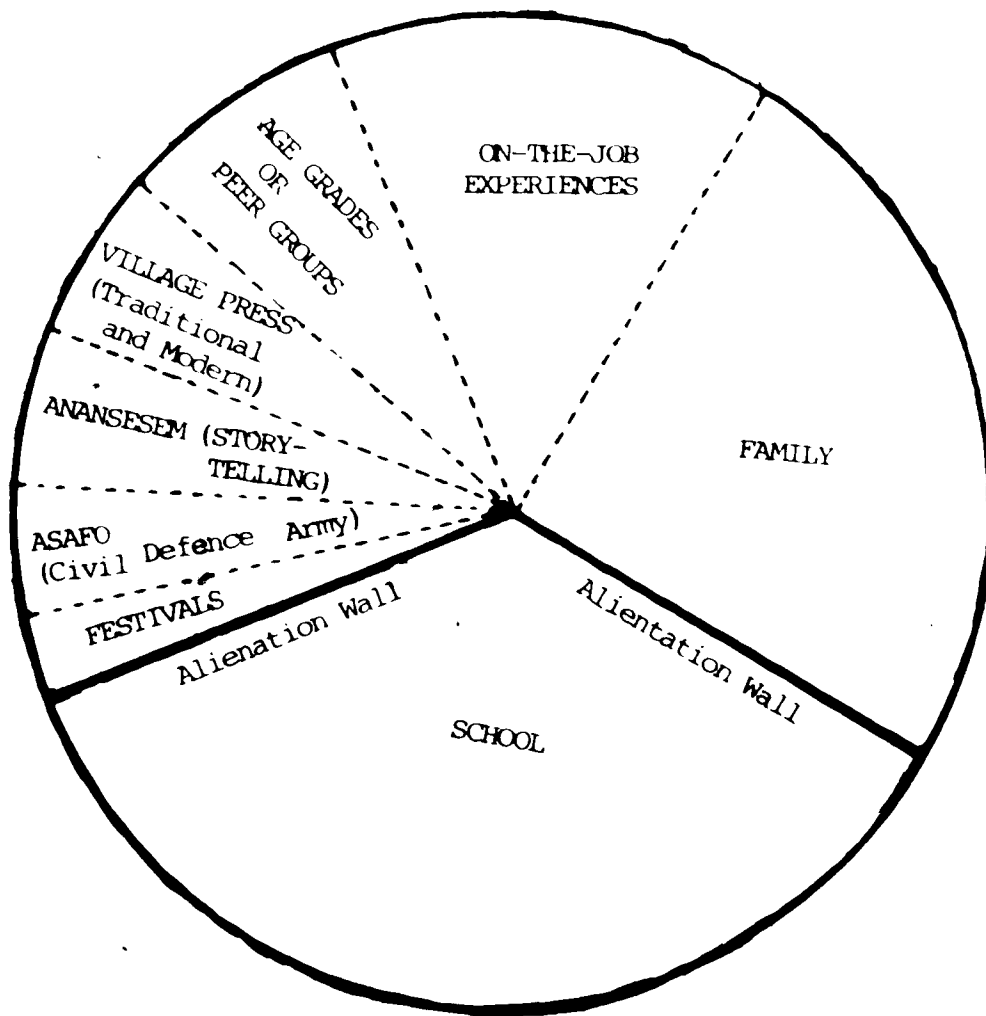 AGE GRADES
OR
PEER GROUPS
ON-THE-JOB
EXPERIENCES
VILLAGE PRESS
(Traditional
and Modern)
ANANSESEM (STORY-
TELLING)
FAMILY
ASAFO
(Civil Defence Army)
FESTIVALS
Alienation Wall
Alientation Wall
SCHOOL